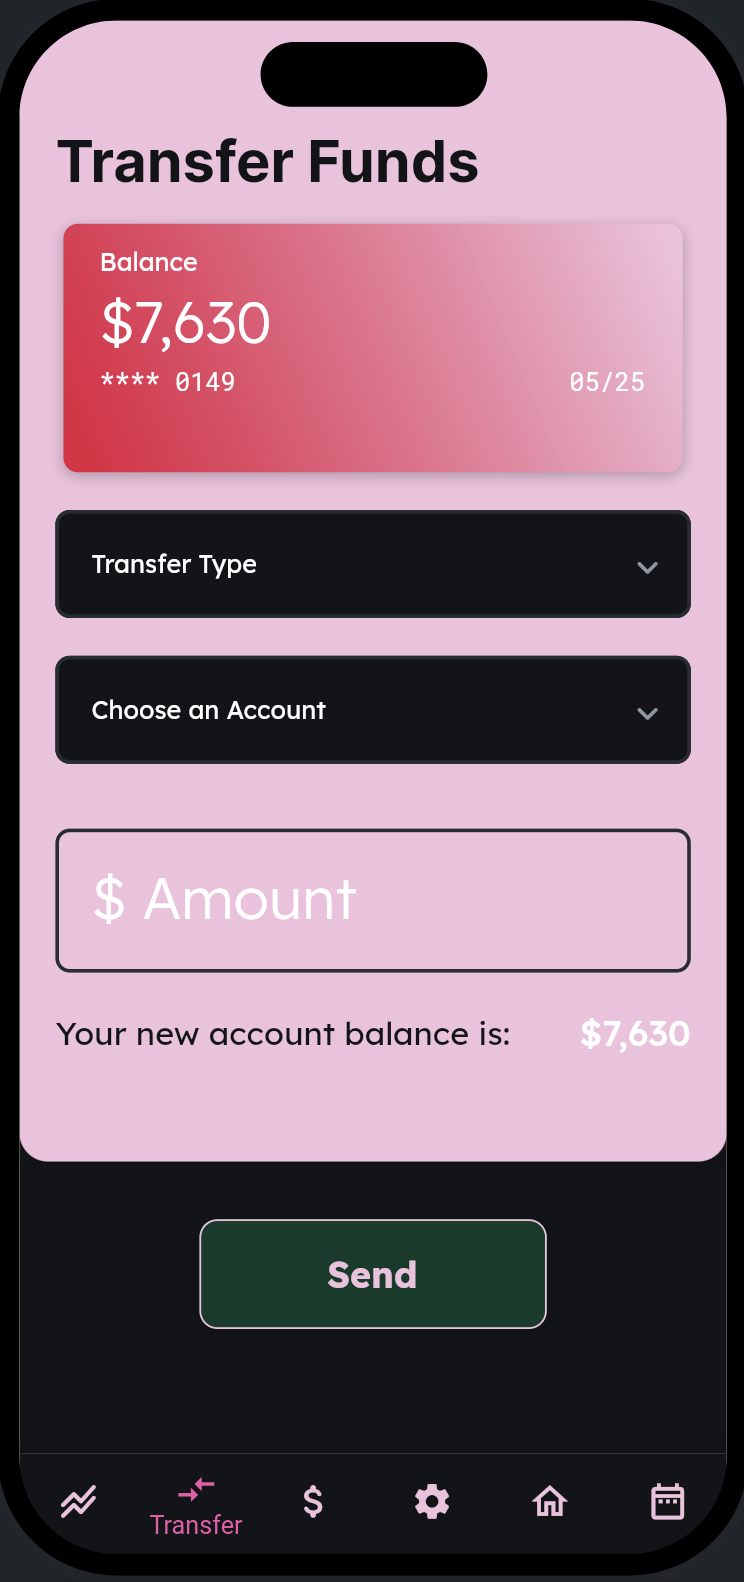 Transfer Funds
Balance
$7,630
**** 0149 05/25
Transfer Type
Choose an Account
$ Amount
Your new account balance is: $7,630
Send
Transfer